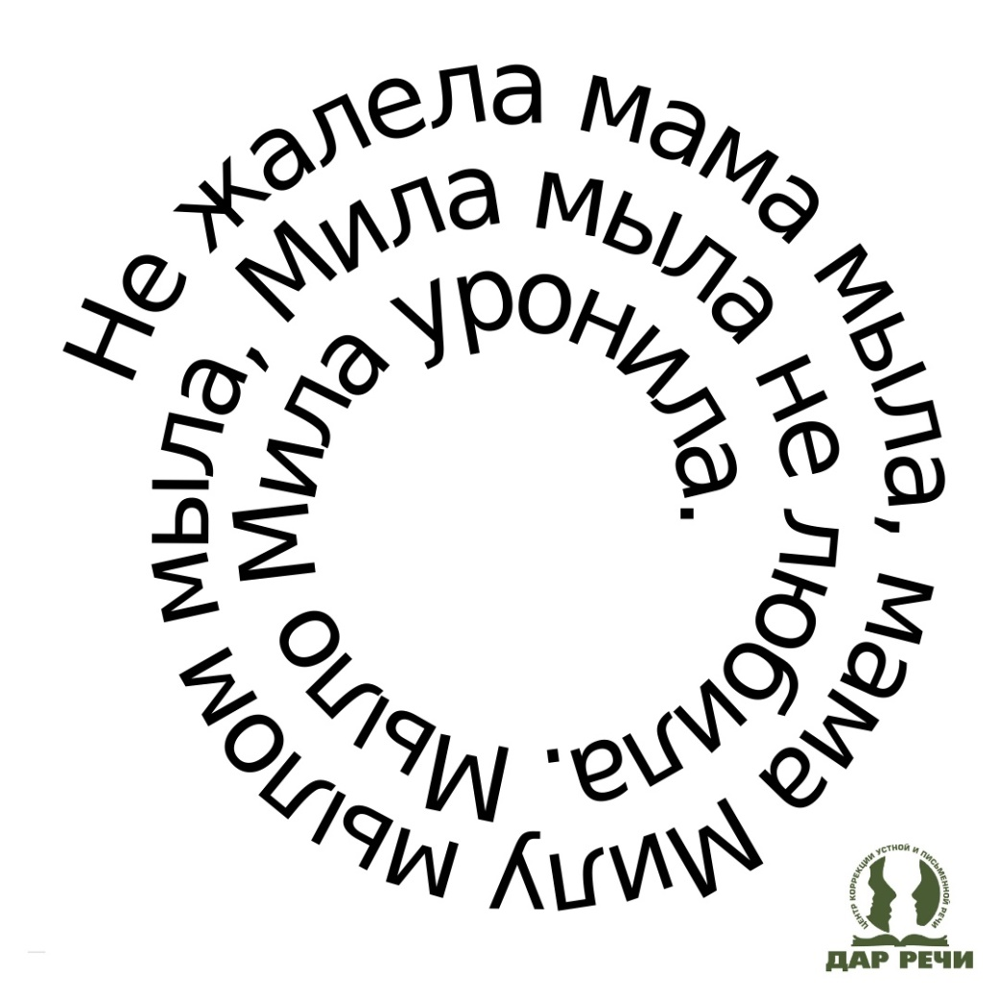 Не жалела мама мыла, мама Милу мылом мыла, Мила мыла не любила. Мыло Мила уронила.
ЦЕНТР КОРРЕКЦИИ УСТНОЙ И ПИСЬМЕННОЙ РЕЧИ
ДАР РЕЧИ